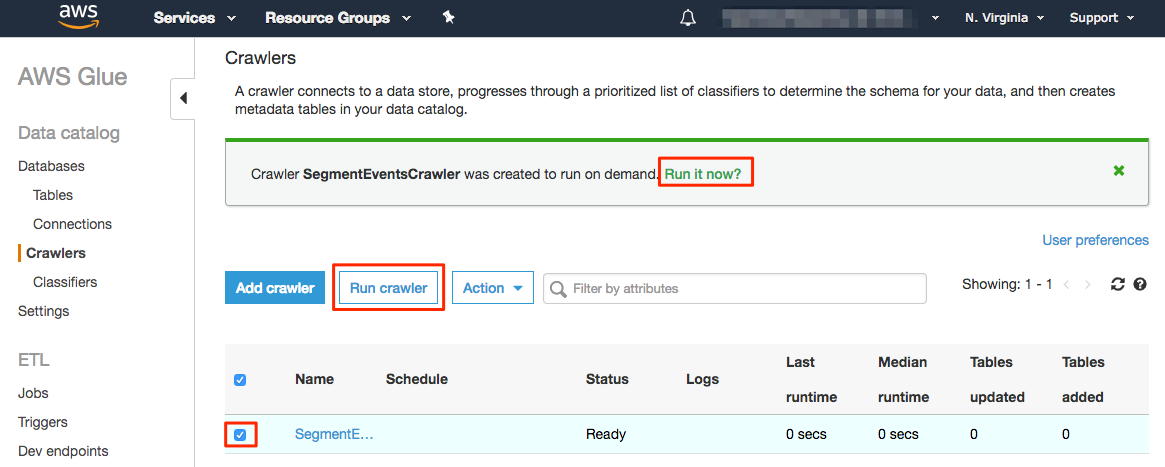 aws
Services
Resource Groups
N. Virginia
Support
AWS Glue
Data catalog
Databases
Tables
Connections
Crawlers
Classifiers
Settings
ETL
Jobs
Triggers
Dev endpoints
Crawlers
A crawler connects to a data store, progresses through a prioritized list of classifiers to determine the schema for your data, and then creates
metadata tables in your data catalog.
Crawler SegmentEventsCrawler was created to run on demand. Run it now?
User preferences
Add crawler
Run crawler
Action
Filter by attributes
Showing: 1 - 1
Name
Schedule
Status
Logs
Last
runtime
Median
runtime
Tables
updated
Tables
added
SegmentE...
Ready
0 secs
0 secs
0
0